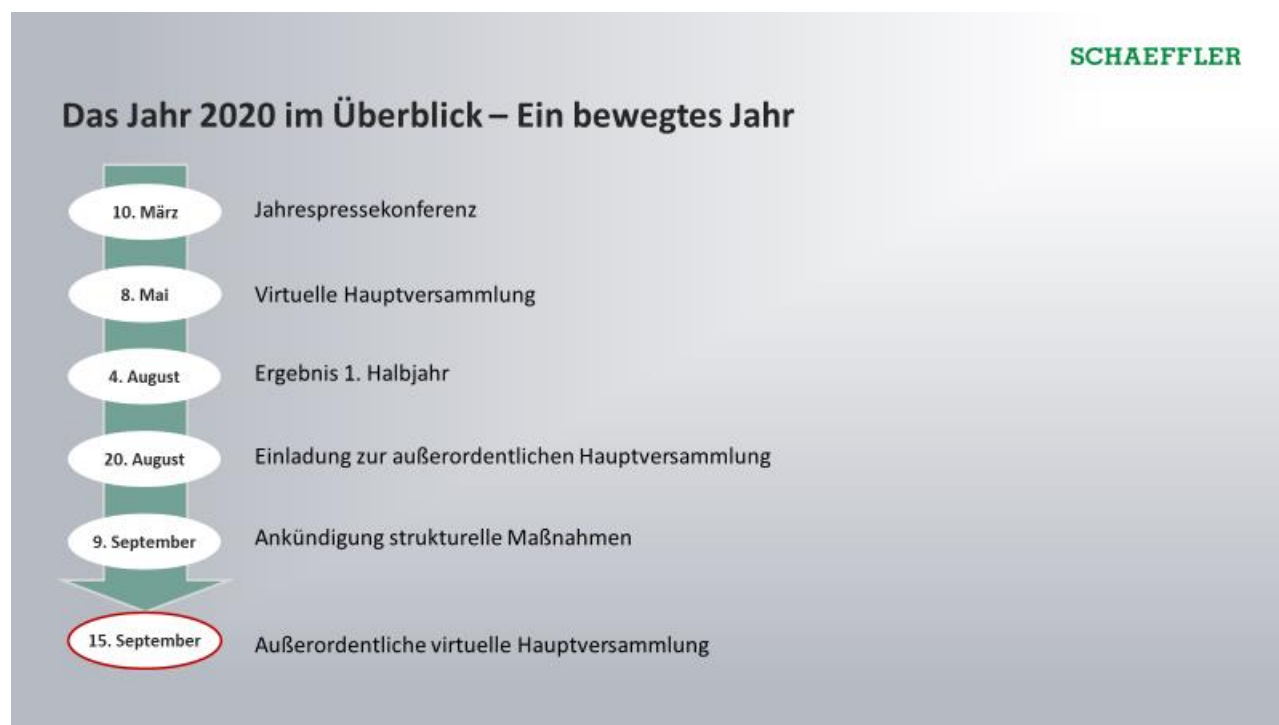 SCHAEFFLER
Das Jahr 2020 im Überblick – Ein bewegtes Jahr
10. März Jahrespressekonferenz
8. Mai Virtuelle Hauptversammlung
4. August Ergebnis 1. Halbjahr
20. August Einladung zur außerordentlichen Hauptversammlung
9. September Ankündigung strukturelle Maßnahmen
15. September Außerordentliche virtuelle Hauptversammlung